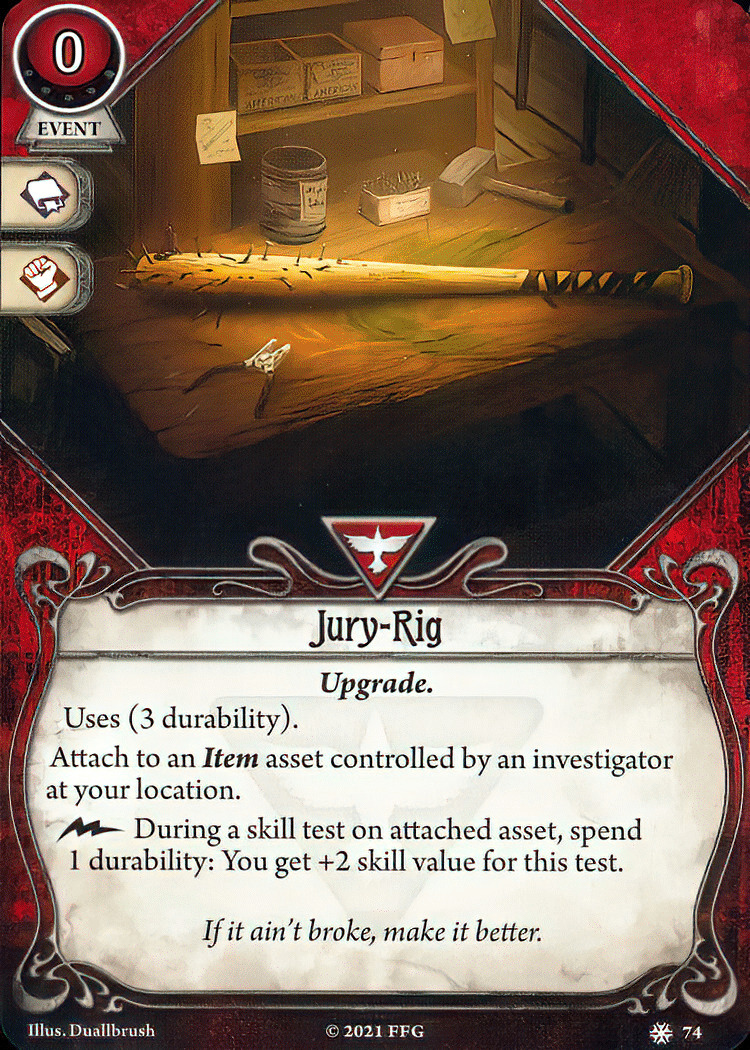 0
EVENT
AMERICAN AMERICAN
Jury-Rig
Upgrade.
Uses (3 durability).
Attach to an Item asset controlled by an investigator
at your location.
During a skill test on attached asset, spend
1 durability: You get +2 skill value for this test.
If it ain't broke, make it better.
Illus. Duallbrush © 2021 FFG 74